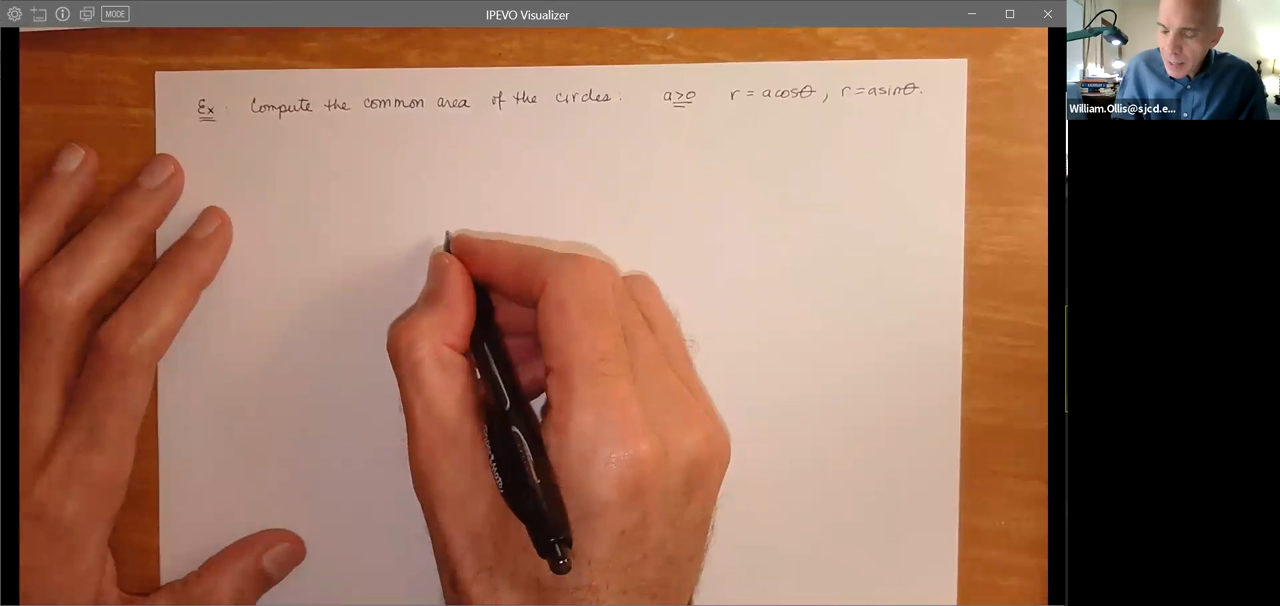 MODE
IPEVO Visualizer
William.Ollis@sjcd.e...
Ex: Compute the common area of the circles: a>0 r = a cosθ, r = a sinθ.